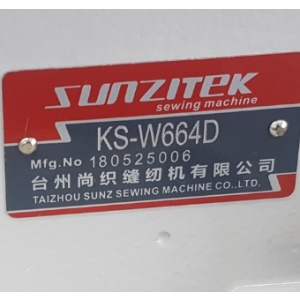 SUNZITEK
sewing machine
KS-W664D
Mfg.No 180525006
台州尚织缝纫机有限公司
TAIZHOU SUNZ SEWING MACHINE CO.,LTD.